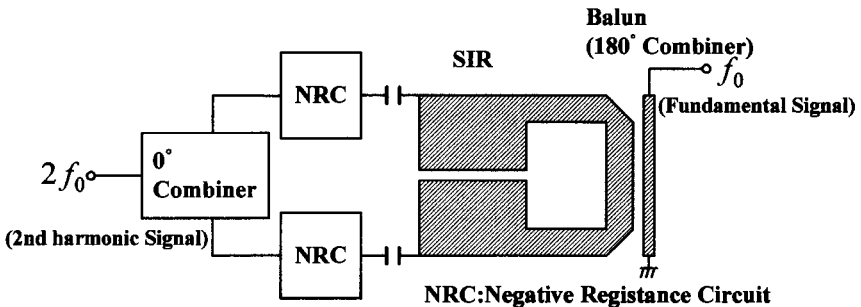 Balun
(180° Combiner)
SIR
NRC
f₀
(Fundamental Signal)
0°
Combiner
2f₀
(2nd harmonic Signal)
NRC
NRC:Negative Registance Circuit